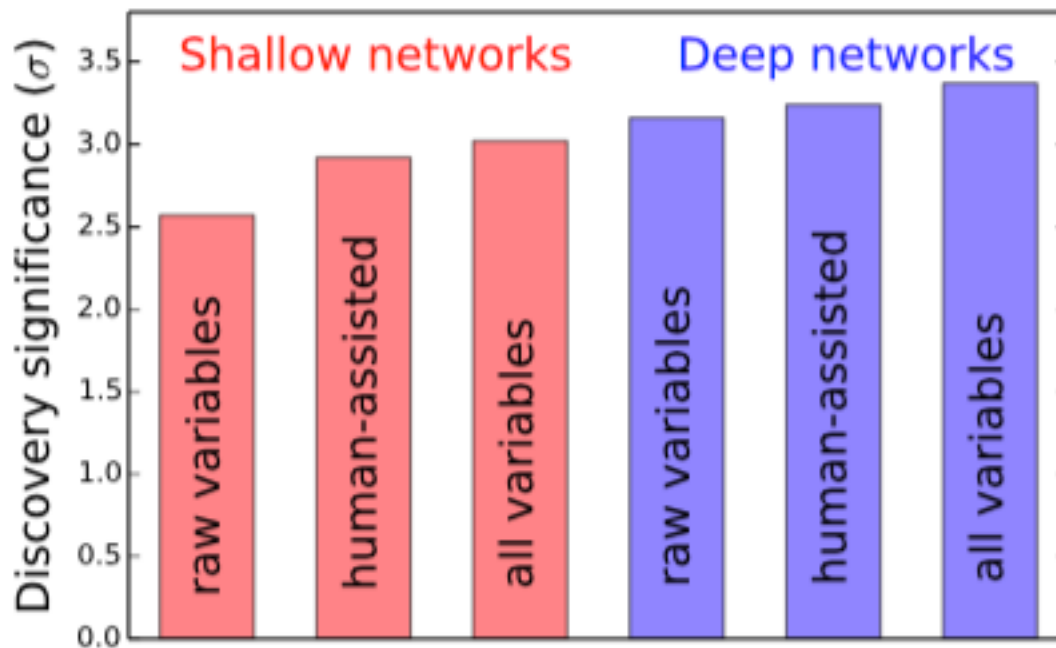 Discovery significance (σ)
3.5
3.0
2.5
2.0
1.5
1.0
0.5
0.0
Shallow networks
Deep networks
raw variables
human-assisted
all variables
raw variables
human-assisted
all variables